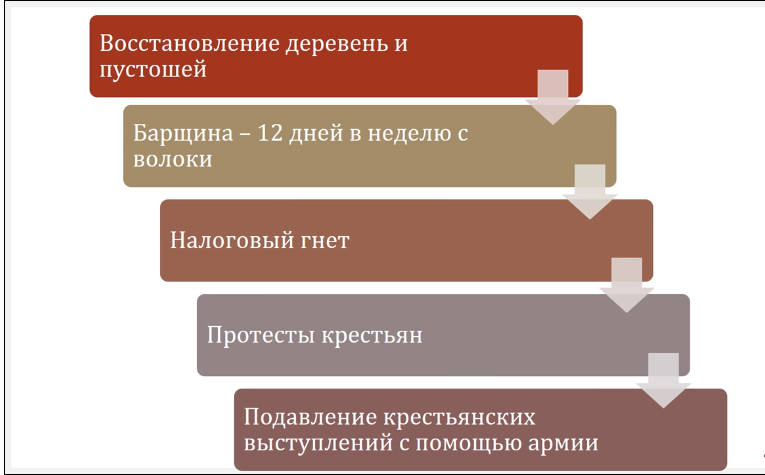 Восстановление деревень и
пустошей
Барщина – 12 дней в неделю с
волоки
Налоговый гнет
Протесты крестьян
Подавление крестьянских
выступлений с помощью армии